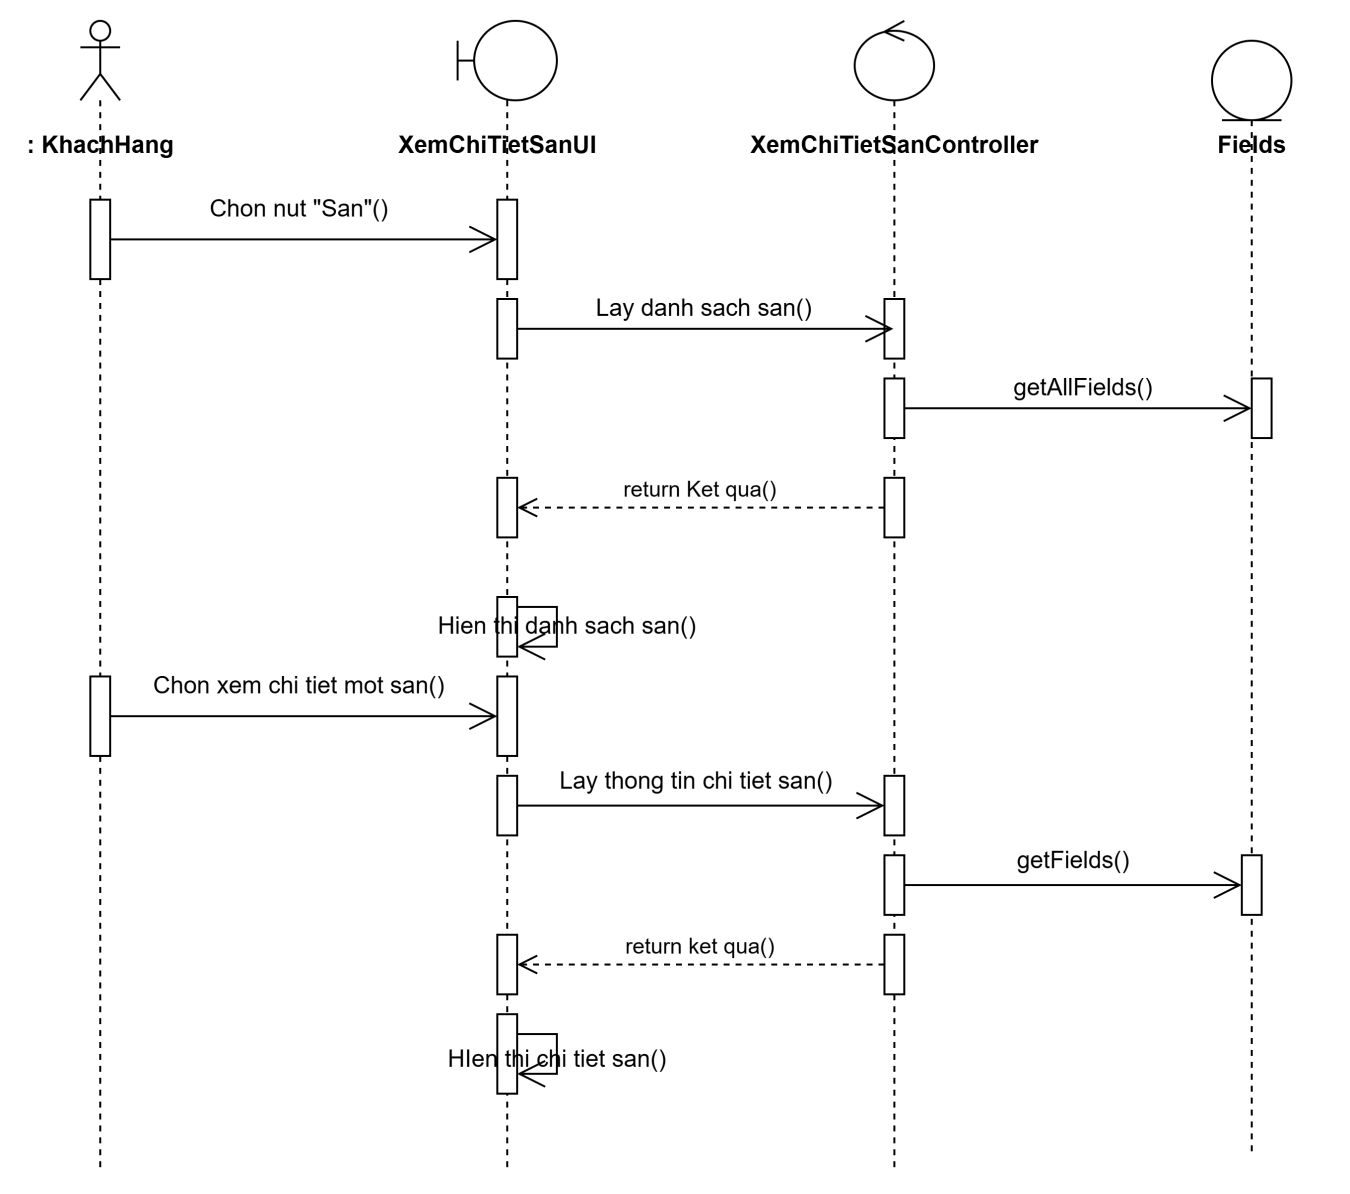 : KhachHang
XemChiTietSanUI
XemChiTietSanController
Fields
Chon nut "San"()
Lay danh sach san()
getAllFields()
return Ket qua()
Hien thi danh sach san()
Chon xem chi tiet mot san()
Lay thong tin chi tiet san()
getFields()
return ket qua()
HIen thi chi tiet san()